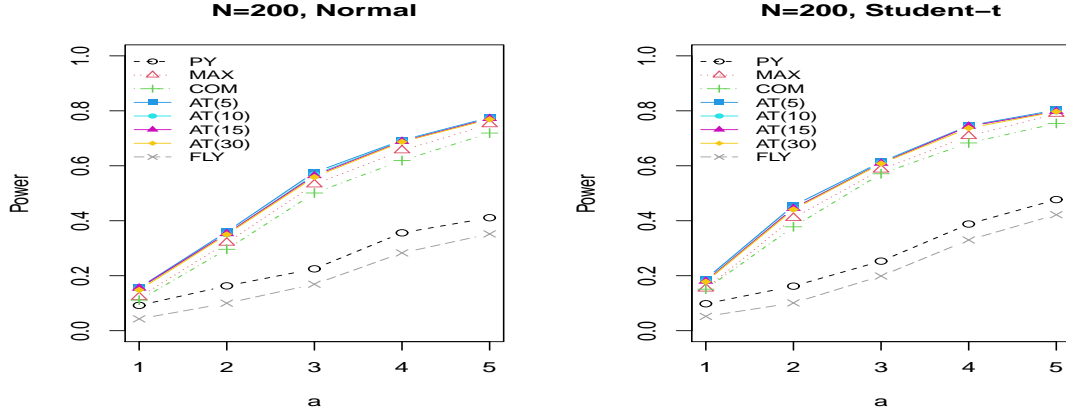 N=200, Normal
Power
1.0
0.8
0.6
0.4
0.2
0.0
PY
MAX
COM
AT(5)
AT(10)
AT(15)
AT(30)
FLY
1 2 3 4 5
a
N=200, Student−t
Power
1.0
0.8
0.6
0.4
0.2
0.0
PY
MAX
COM
AT(5)
AT(10)
AT(15)
AT(30)
FLY
1 2 3 4 5
a